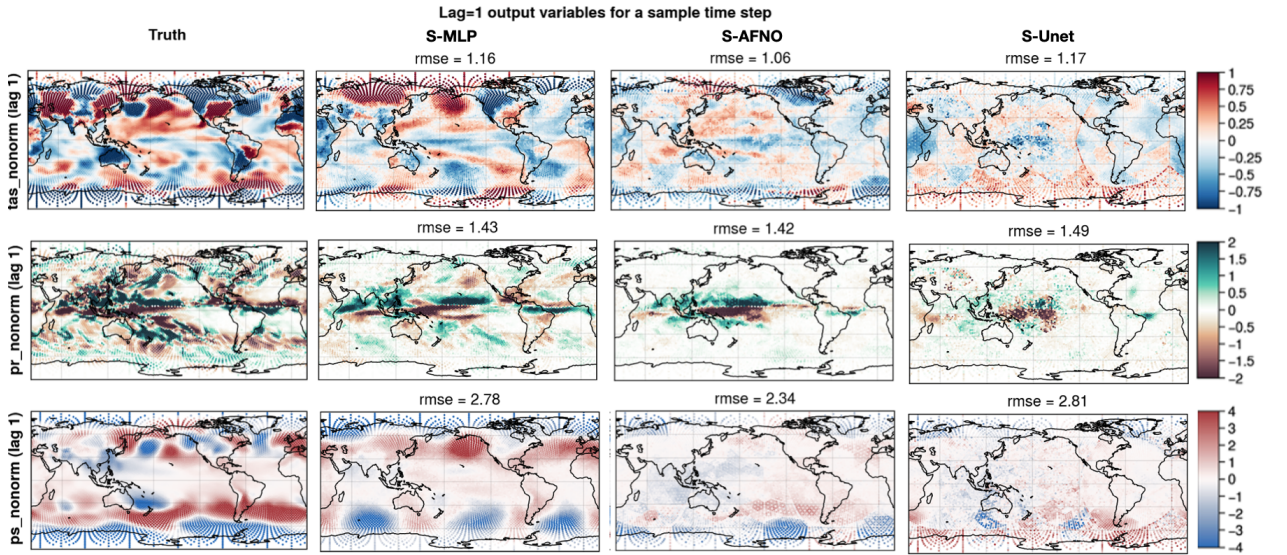 Lag=1 output variables for a sample time step
Truth
S-MLP
S-AFNO
S-Unet
rmse = 1.16
rmse = 1.06
rmse = 1.17
tas_nonorm (lag 1)
1
0.75
0.5
0.25
0
−0.25
−0.5
−0.75
−1
rmse = 1.43
rmse = 1.42
rmse = 1.49
pr_nonorm (lag 1)
2
1.5
1
0.5
0
−0.5
−1
−1.5
−2
rmse = 2.78
rmse = 2.34
rmse = 2.81
ps_nonorm (lag 1)
4
3
2
1
0
−1
−2
−3
−4